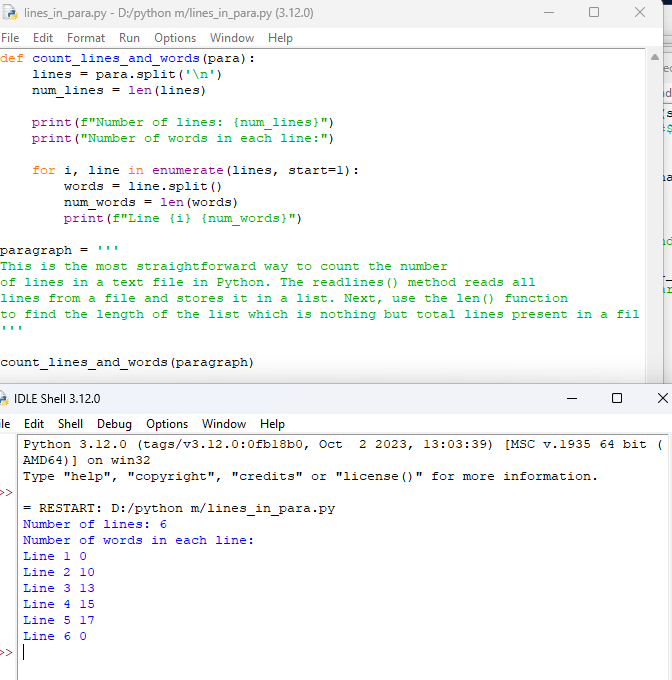 lines_in_para.py - D:/python m/lines_in_para.py (3.12.0)
File Edit Format Run Options Window Help
def count_lines_and_words(para):
    lines = para.split('\n')
    num_lines = len(lines)

    print(f"Number of lines: {num_lines}")
    print("Number of words in each line:")

    for i, line in enumerate(lines, start=1):
        words = line.split()
        num_words = len(words)
        print(f"Line {i} {num_words}")

paragraph = '''
This is the most straightforward way to count the number
of lines in a text file in Python. The readlines() method reads all
lines from a file and stores it in a list. Next, use the len() function
to find the length of the list which is nothing but total lines present in a fil
'''

count_lines_and_words(paragraph)
IDLE Shell 3.12.0
ile Edit Shell Debug Options Window Help
Python 3.12.0 (tags/v3.12.0:0fb18b0, Oct  2 2023, 13:03:39) [MSC v.1935 64 bit (
AMD64)] on win32
Type "help", "copyright", "credits" or "license()" for more information.
>>
= RESTART: D:/python m/lines_in_para.py
Number of lines: 6
Number of words in each line:
Line 1 0
Line 2 10
Line 3 13
Line 4 15
Line 5 17
Line 6 0
>>